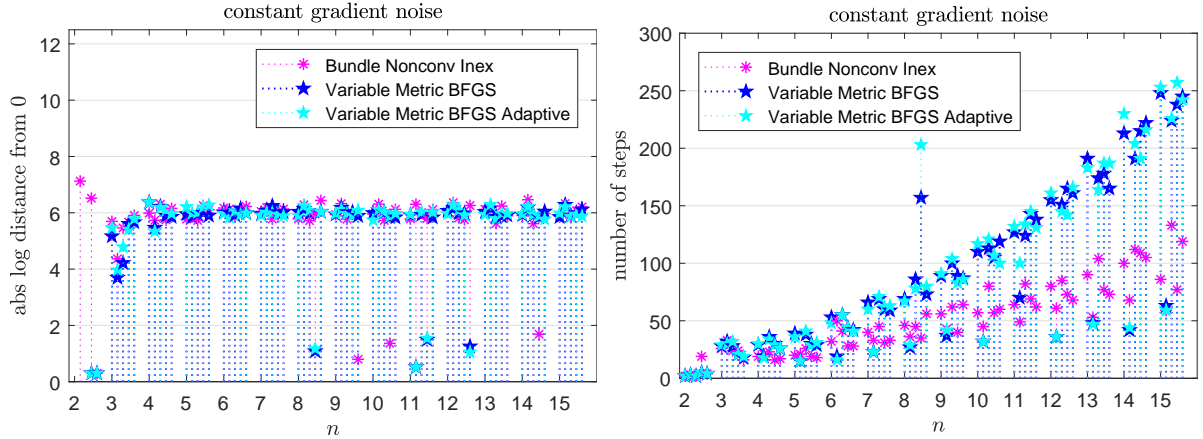 constant gradient noise
12
10
8
6
4
2
0
abs log distance from 0
Bundle Nonconv Inex
Variable Metric BFGS
Variable Metric BFGS Adaptive
2 3 4 5 6 7 8 9 10 11 12 13 14 15
n
constant gradient noise
300
250
200
150
100
50
0
number of steps
Bundle Nonconv Inex
Variable Metric BFGS
Variable Metric BFGS Adaptive
2 3 4 5 6 7 8 9 10 11 12 13 14 15
n